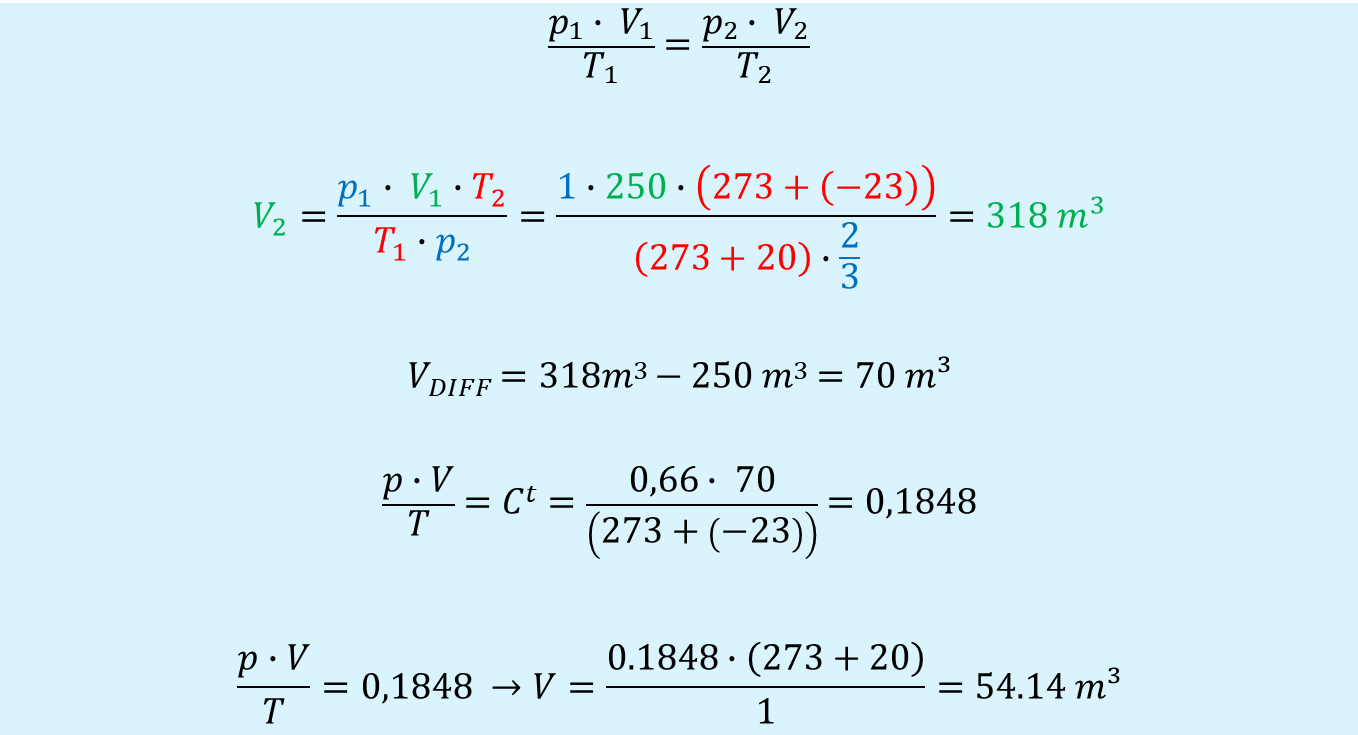 p₁ · V₁ / T₁ = p₂ · V₂ / T₂
V₂ = p₁ · V₁ · T₂ / T₁ · p₂ = 1 · 250 · (273 + (−23)) / (273 + 20) · 2/3 = 318 m³
V_DIFF = 318m³ − 250 m³ = 70 m³
p · V / T = Cᵗ = 0,66 · 70 / (273 + (−23)) = 0,1848
p · V / T = 0,1848 → V = 0.1848 · (273 + 20) / 1 = 54.14 m³